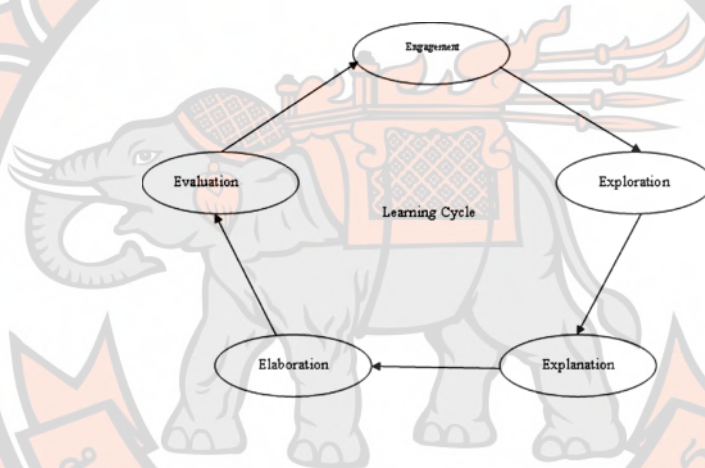 Engagement
Evaluation
Exploration
Learning Cycle
Elaboration
Explanation